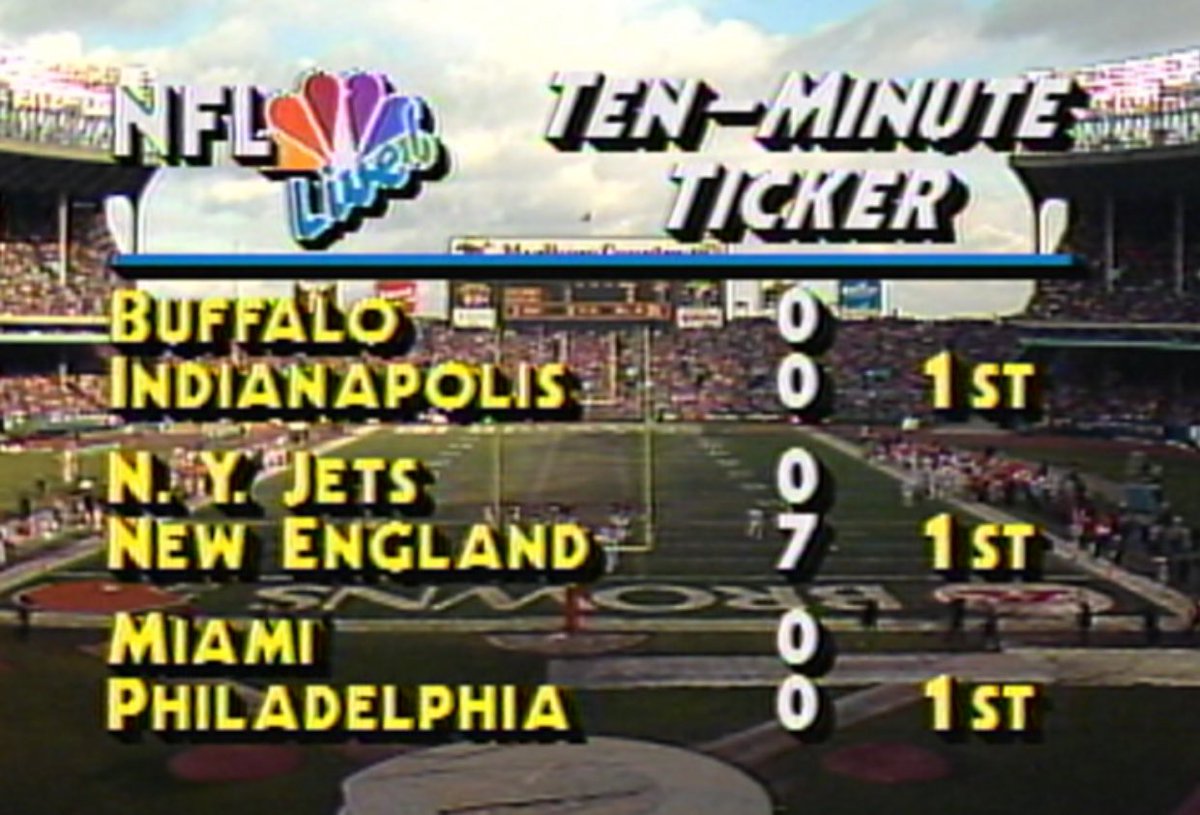 NFL Live! TEN-MINUTE
TICKER
BUFFALO 0
INDIANAPOLIS 0 1ST
N. Y. JETS 0
NEW ENGLAND 7 1ST
MIAMI 0
PHILADELPHIA 0 1ST
BROWNS